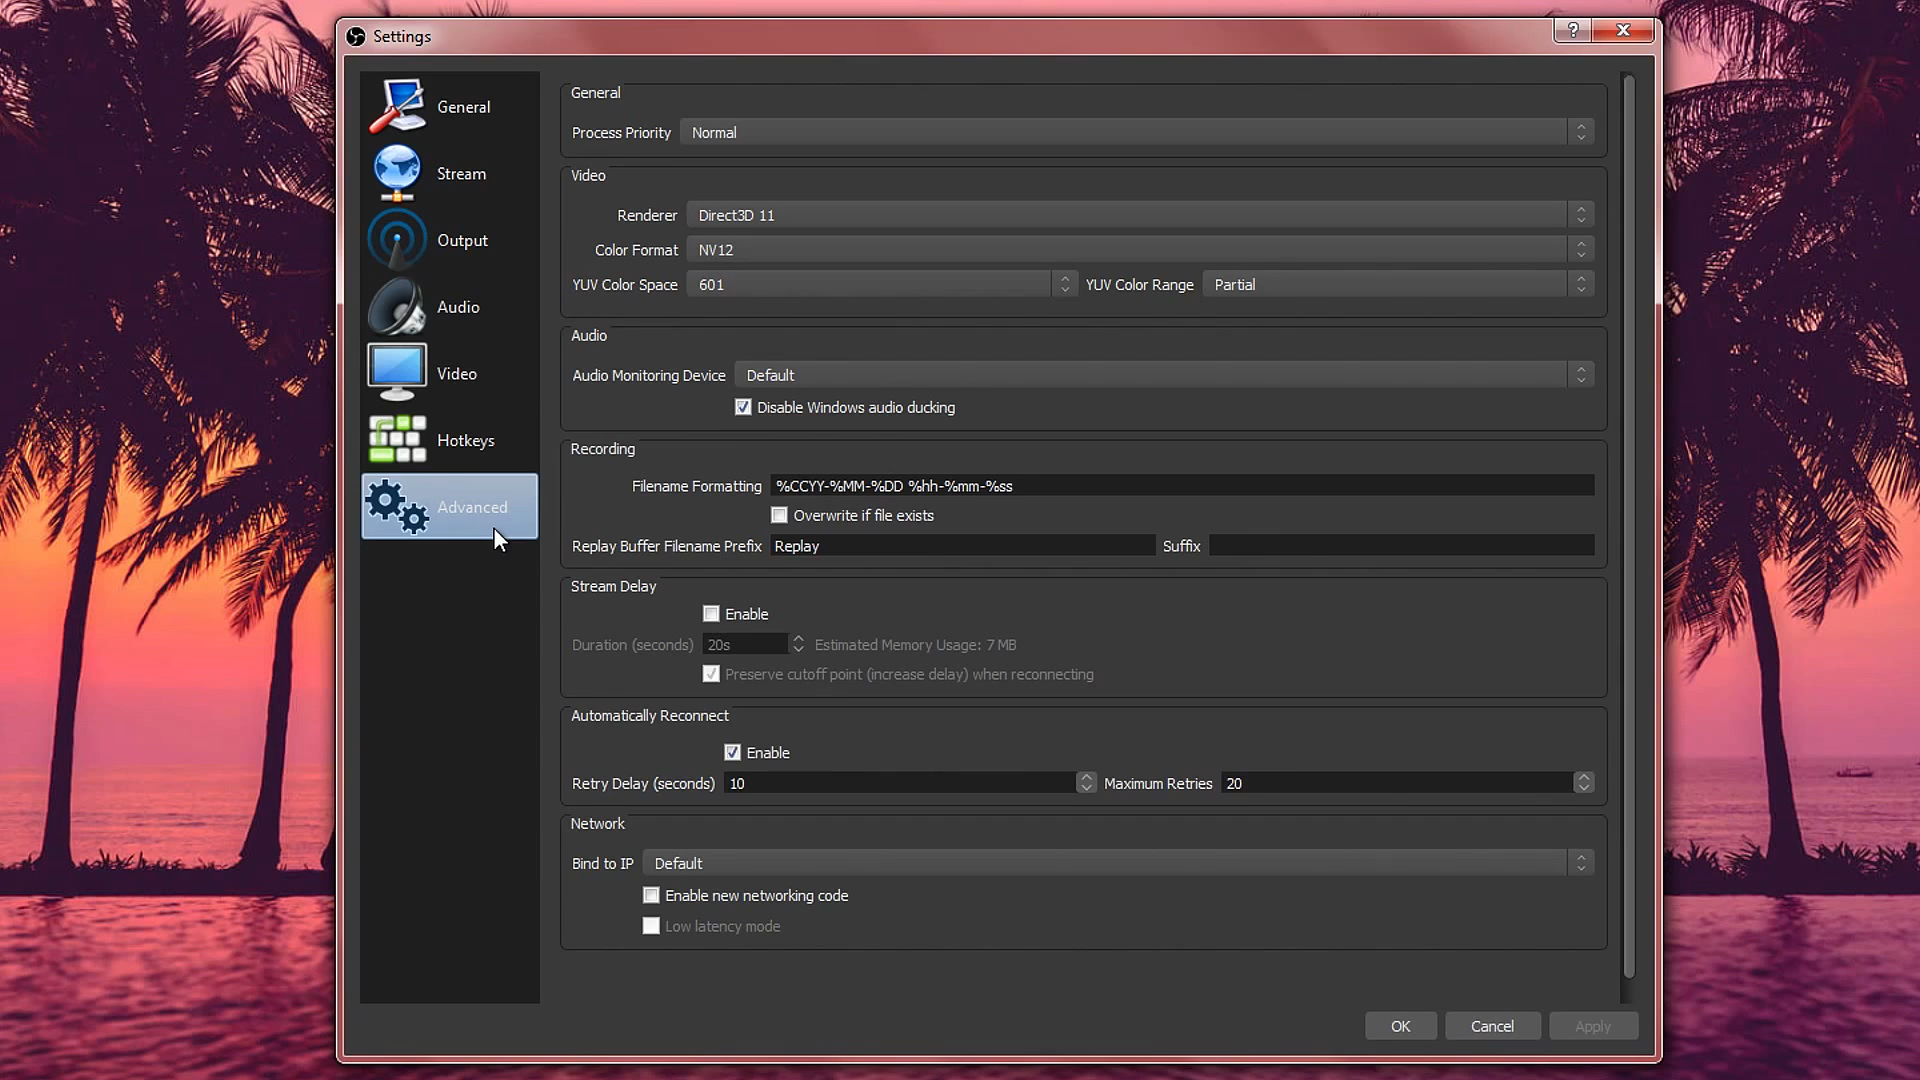 Settings
?
General
Stream
Output
Audio
Video
Hotkeys
Advanced
General
Process Priority Normal
Video
Renderer Direct3D 11
Color Format NV12
YUV Color Space 601 YUV Color Range Partial
Audio
Audio Monitoring Device Default
Disable Windows audio ducking
Recording
Filename Formatting %CCYY-%MM-%DD %hh-%mm-%ss
Overwrite if file exists
Replay Buffer Filename Prefix Replay Suffix
Stream Delay
Enable
Duration (seconds) 20s Estimated Memory Usage: 7 MB
Preserve cutoff point (increase delay) when reconnecting
Automatically Reconnect
Enable
Retry Delay (seconds) 10 Maximum Retries 20
Network
Bind to IP Default
Enable new networking code
Low latency mode
OK Cancel Apply